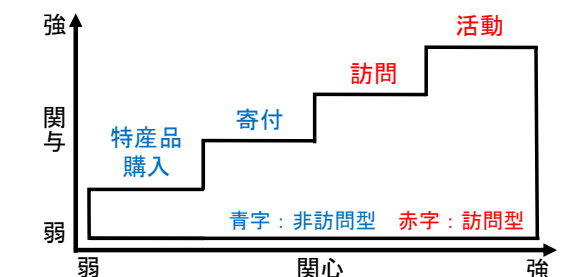 強
活動
訪問
寄付
関与
特産品
購入
弱
青字：非訪問型 赤字：訪問型
弱 関心 強